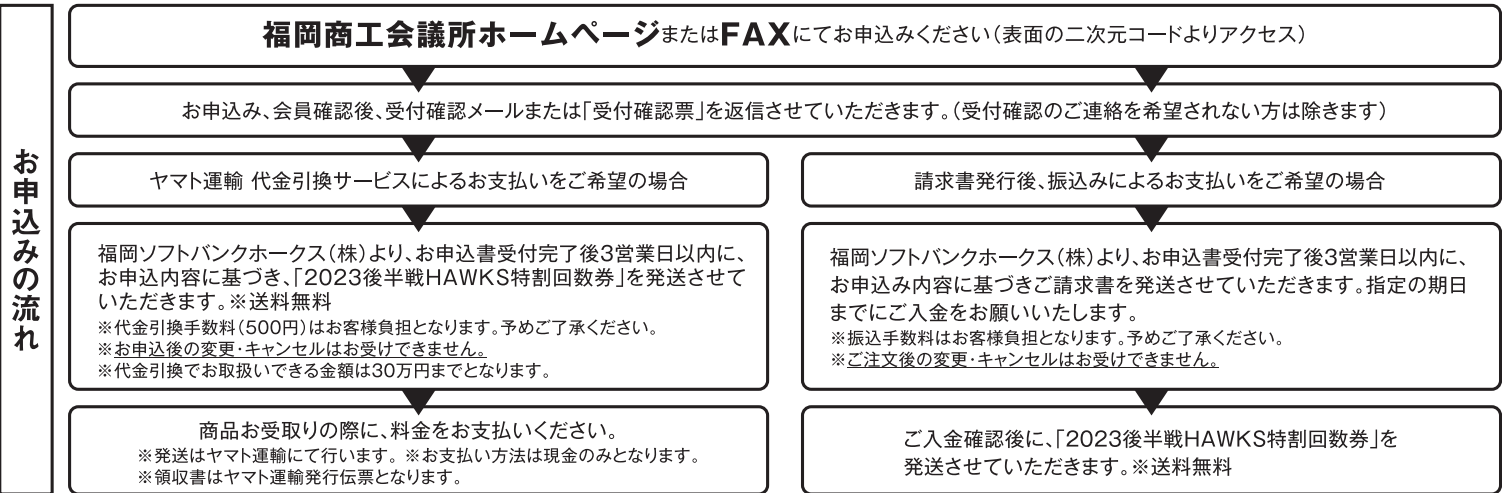 お申込みの流れ
福岡商工会議所ホームページまたはFAXにてお申込みください(表面の二次元コードよりアクセス)
お申込み、会員確認後、受付確認メールまたは「受付確認票」を返信させていただきます。(受付確認のご連絡を希望されない方は除きます)
ヤマト運輸 代金引換サービスによるお支払いをご希望の場合
福岡ソフトバンクホークス(株)より、お申込書受付完了後3営業日以内に、
お申込内容に基づき、「2023後半戦HAWKS特割回数券」を発送させて
いただきます。※送料無料
※代金引換手数料(500円)はお客様負担となります。予めご了承ください。
※お申込後の変更・キャンセルはお受けできません。
※代金引換でお取扱いできる金額は30万円までとなります。
商品お受取りの際に、料金をお支払いください。
※発送はヤマト運輸にて行います。 ※お支払い方法は現金のみとなります。
※領収書はヤマト運輸発行伝票となります。
請求書発行後、振込みによるお支払いをご希望の場合
福岡ソフトバンクホークス(株)より、お申込書受付完了後3営業日以内に、
お申込み内容に基づきご請求書を発送させていただきます。指定の期日
までにご入金をお願いいたします。
※振込手数料はお客様負担となります。予めご了承ください。
※ご注文後の変更・キャンセルはお受けできません。
ご入金確認後に、「2023後半戦HAWKS特割回数券」を
発送させていただきます。※送料無料